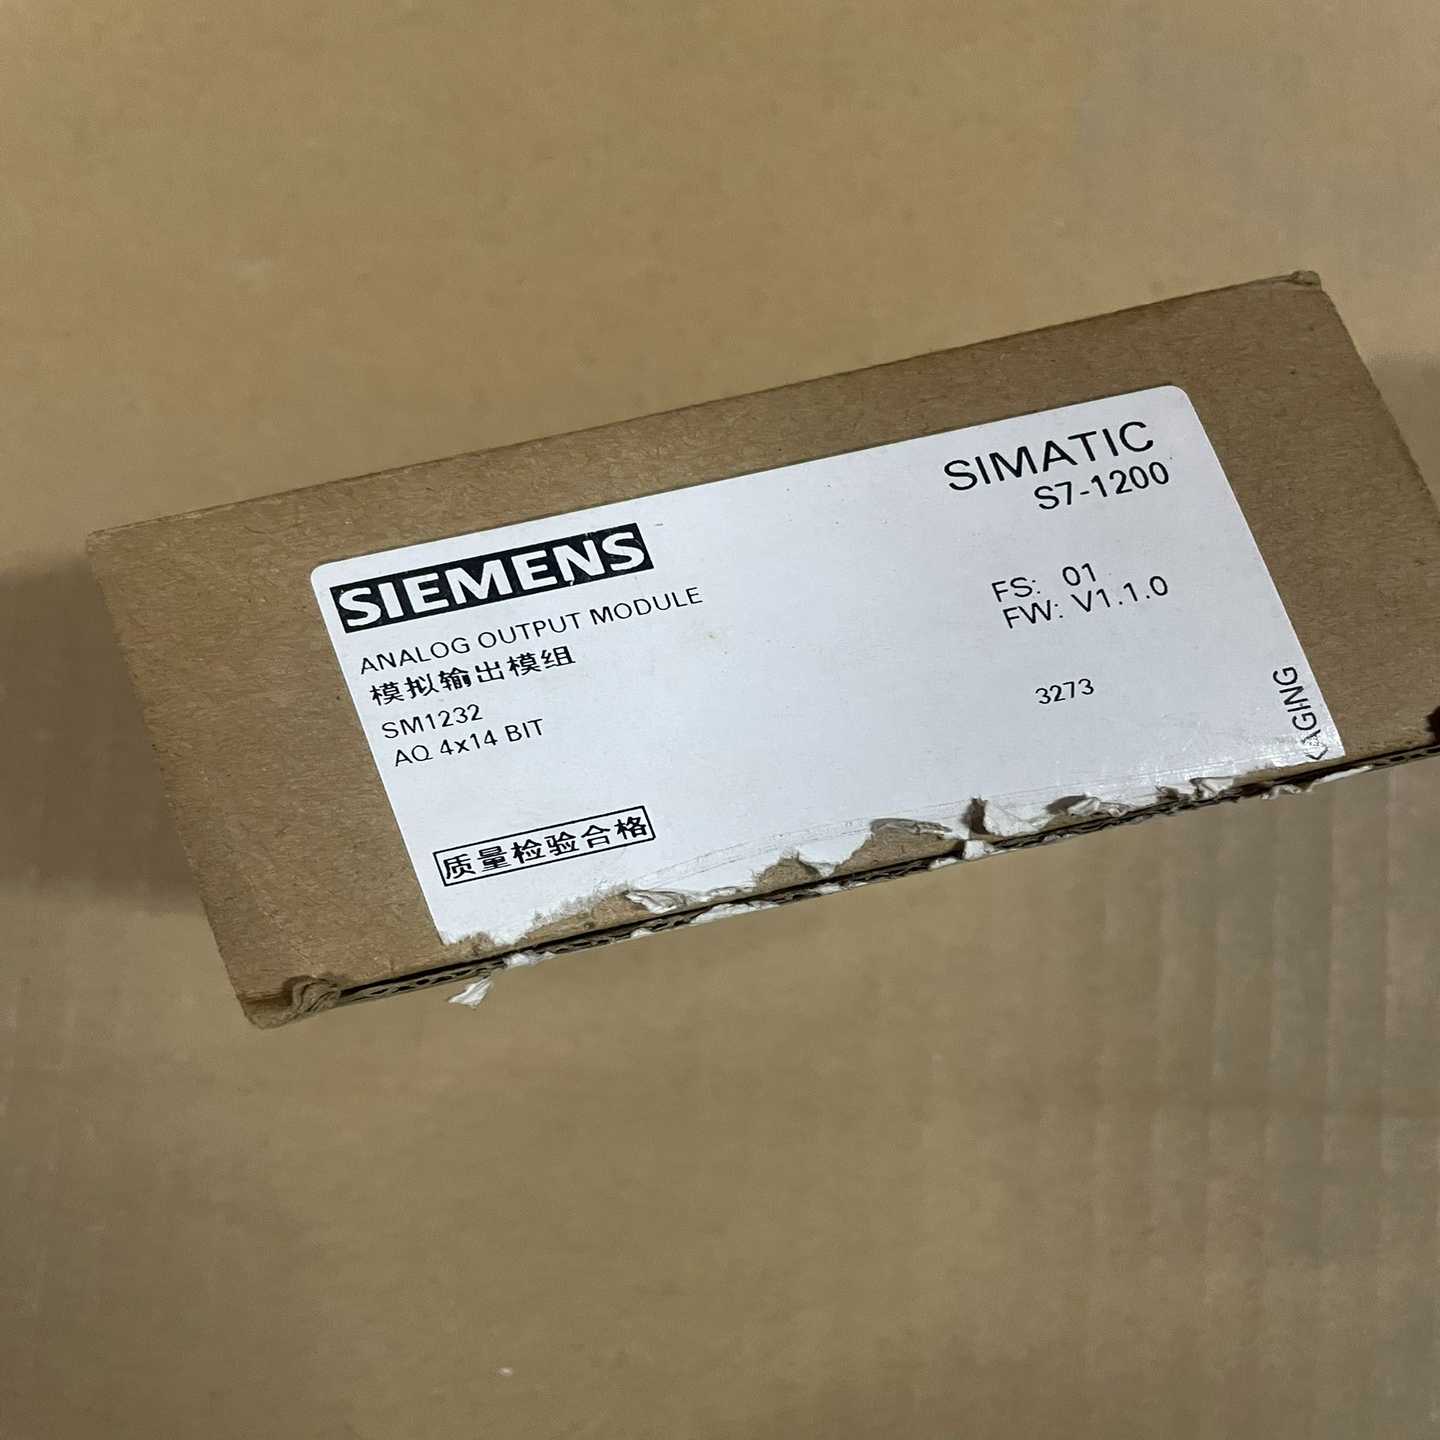 SIEMENS
SIMATIC
S7-1200
ANALOG OUTPUT MODULE
模拟输出模组
SM1232
AQ 4x14 BIT
FS: 01
FW: V1.1.0
3273
质量检验合格
KAGING